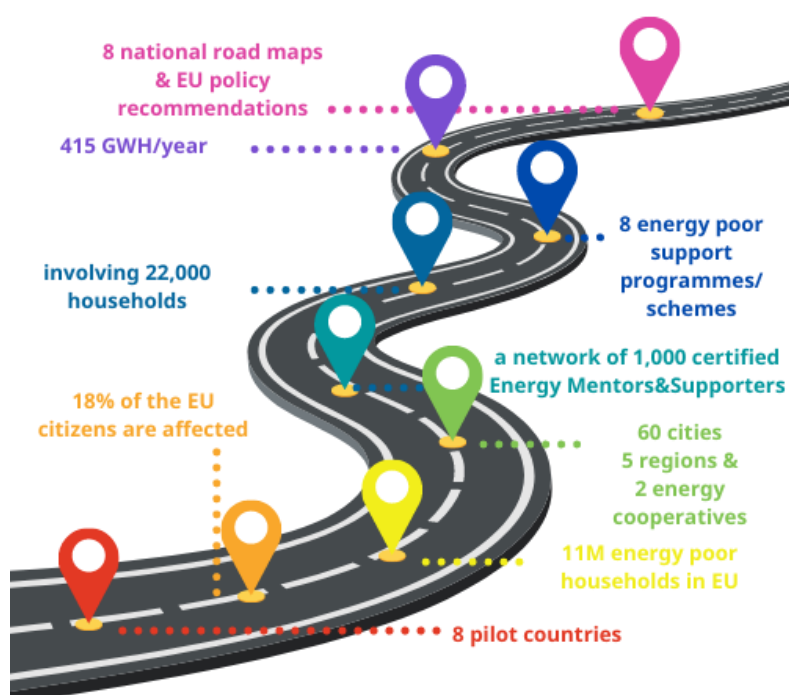 8 national road maps
& EU policy
recommendations
415 GWH/year
8 energy poor
support
programmes/
schemes
involving 22,000
households
a network of 1,000 certified
Energy Mentors&Supporters
18% of the EU
citizens are affected
60 cities
5 regions &
2 energy
cooperatives
11M energy poor
households in EU
8 pilot countries